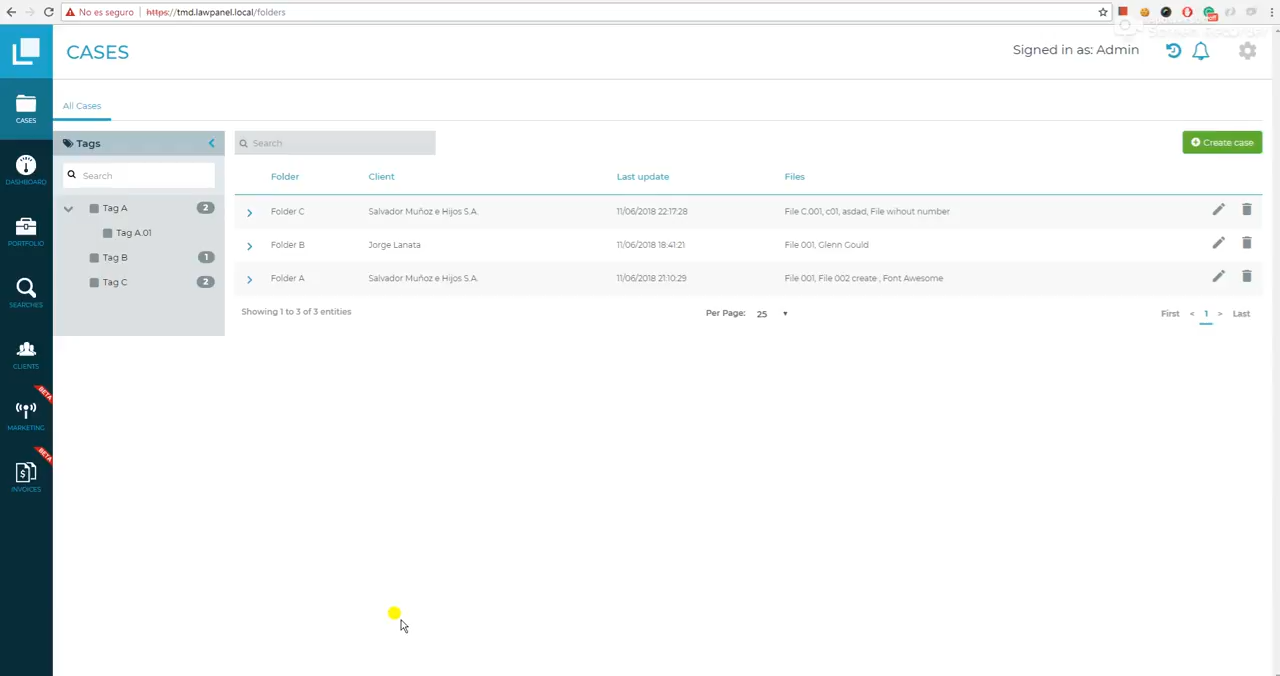 No es seguro https://tmd.lawpanel.local/folders
CASES
Signed in as: Admin
CASES
DASHBOARD
PORTFOLIO
SEARCHES
CLIENTS
BETA
MARKETING
BETA
INVOICES
All Cases
Tags
Search
Tag A 2
Tag A.01
Tag B 1
Tag C 2
Search
Create case
Folder Client Last update Files
Folder C Salvador Muñoz e Hijos S.A. 11/06/2018 22:17:28 File C.001, c01, asdad, File wihout number
Folder B Jorge Lanata 11/06/2018 18:41:21 File 001, Glenn Gould
Folder A Salvador Muñoz e Hijos S.A. 11/06/2018 21:10:29 File 001, File 002 create , Font Awesome
Showing 1 to 3 of 3 entities
Per Page: 25
First < 1 > Last